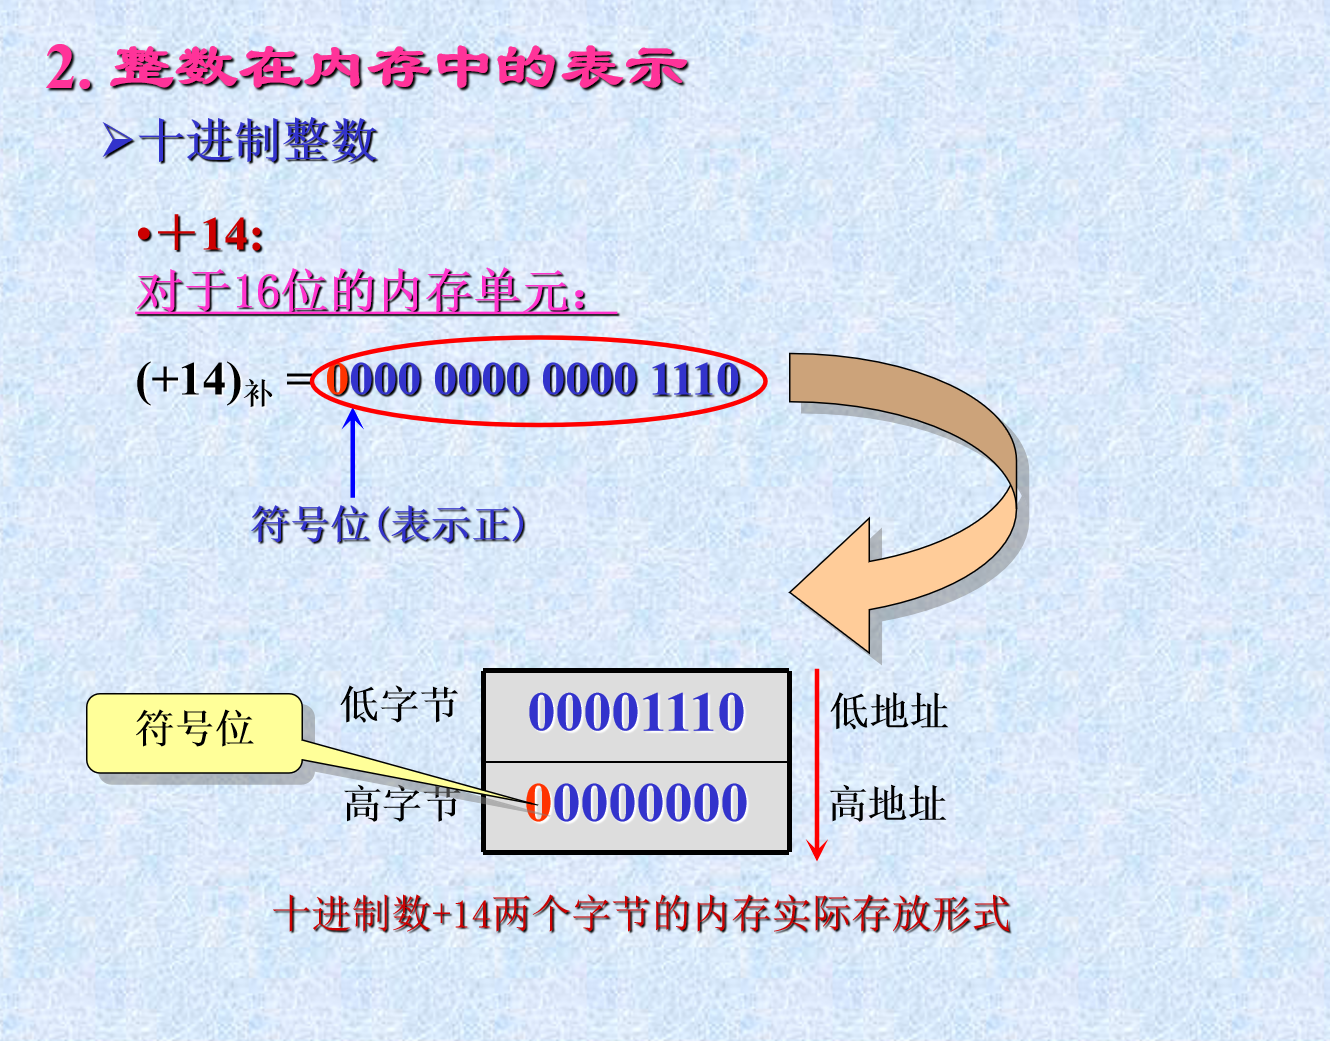 2. 整数在内存中的表示
➢十进制整数
•＋14:
对于16位的内存单元：
(+14)补 = 0000 0000 0000 1110
符号位(表示正)
低字节 00001110 低地址
符号位
高字节 00000000 高地址
十进制数+14两个字节的内存实际存放形式